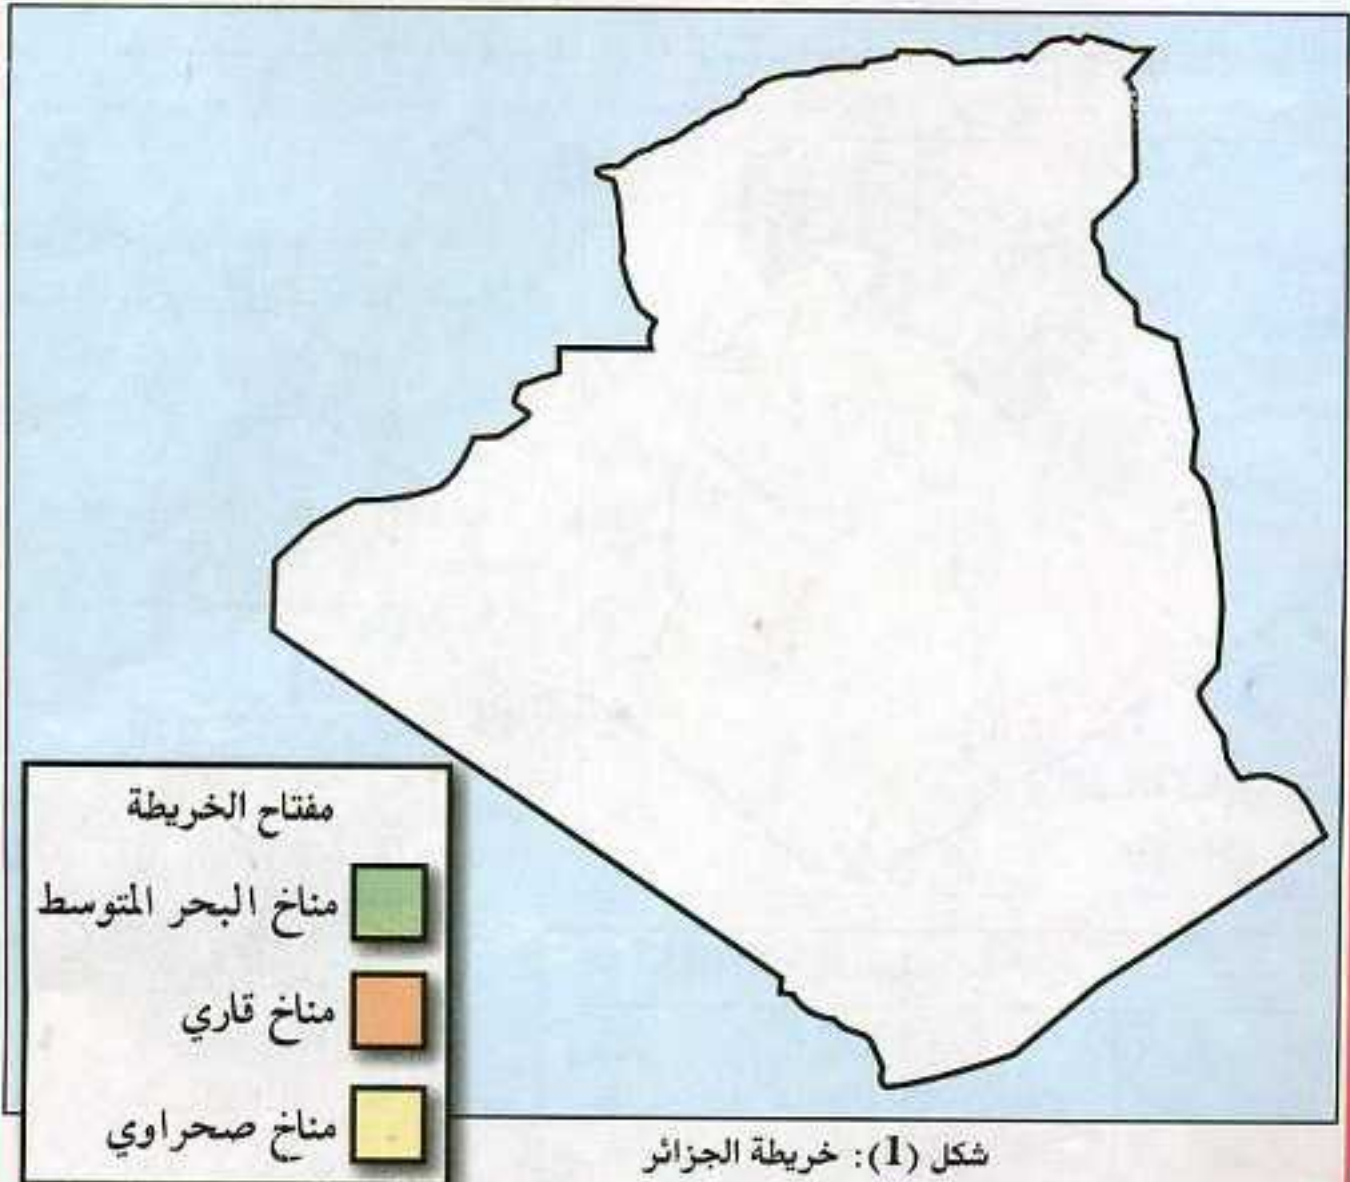 مفتاح الخريطة
مناخ البحر المتوسط
مناخ قاري
مناخ صحراوي
شكل (1): خريطة الجزائر